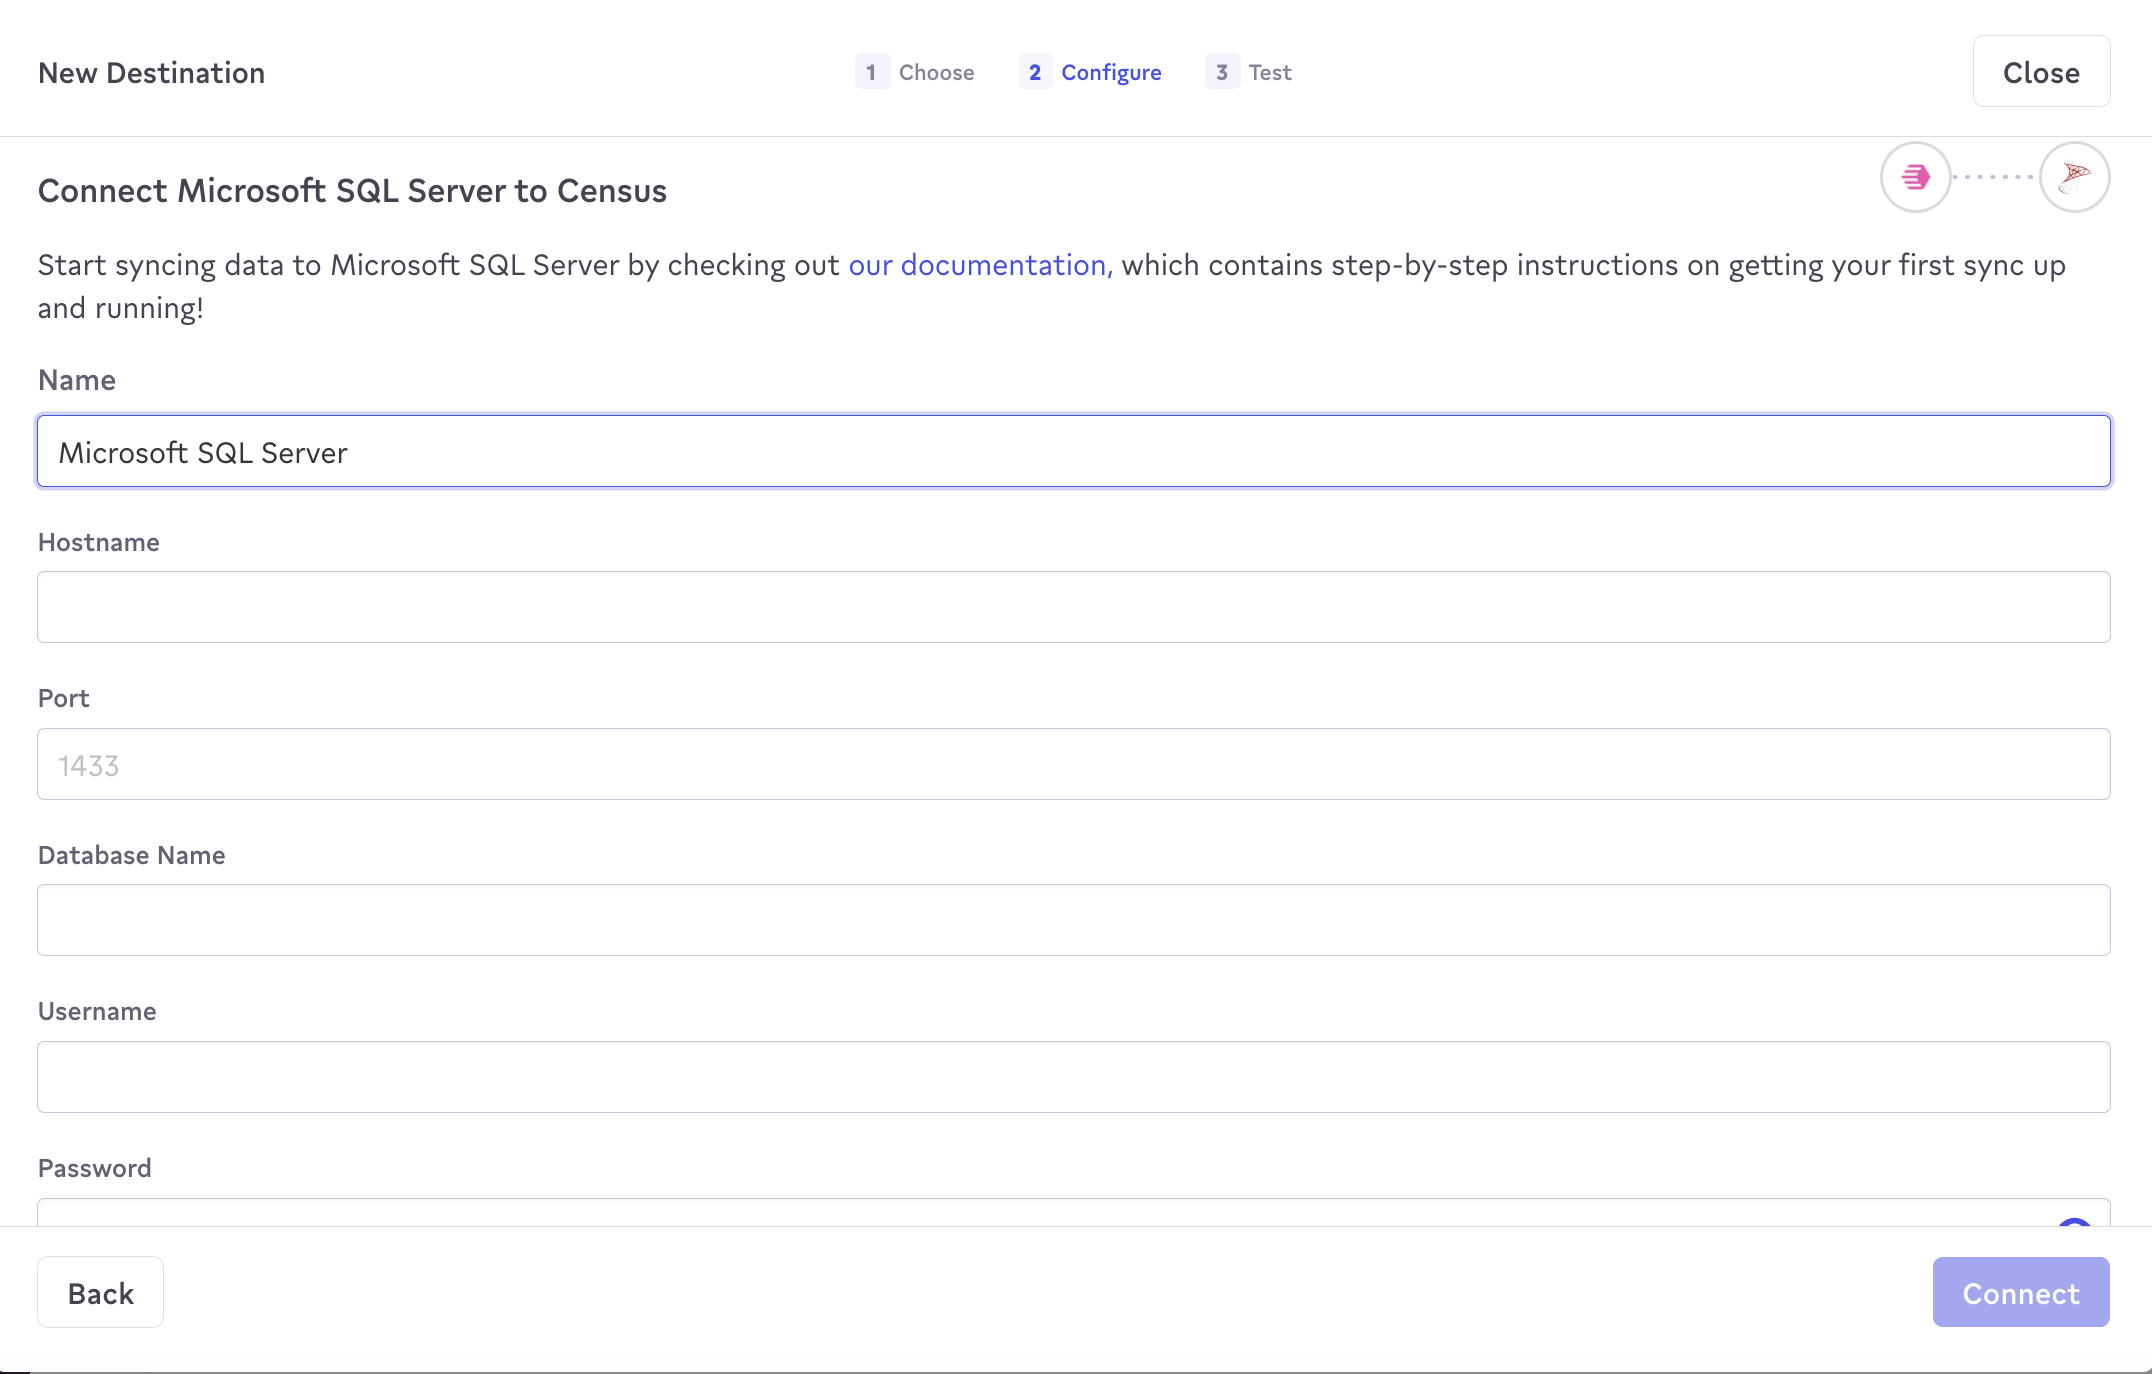 New Destination
1 Choose 2 Configure 3 Test
Close
Connect Microsoft SQL Server to Census
Start syncing data to Microsoft SQL Server by checking out our documentation, which contains step-by-step instructions on getting your first sync up
and running!
Name
Microsoft SQL Server
Hostname
Port
1433
Database Name
Username
Password
Back
Connect